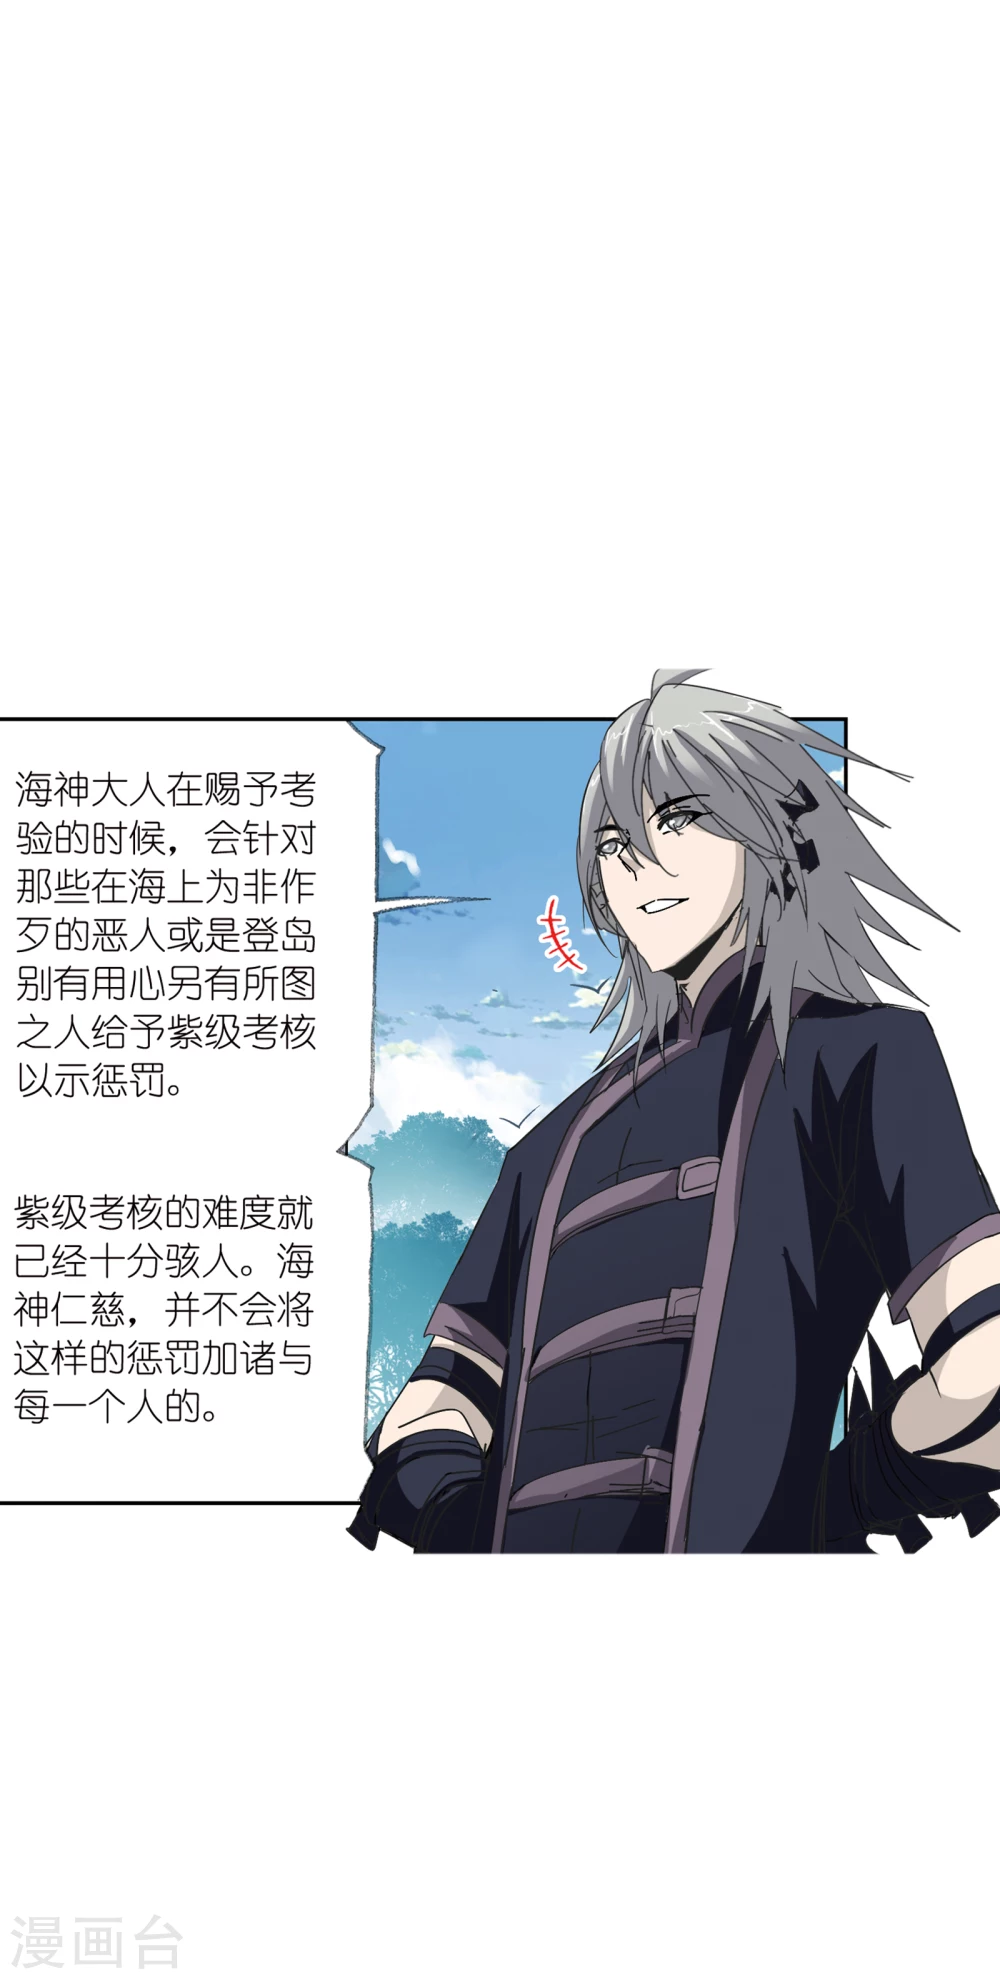 海神大人在赐予考
验的时候，会针对
那些在海上为非作
歹的恶人或是登岛
别有用心另有所图
之人给予紫级考核
以示惩罚。
紫级考核的难度就
已经十分骇人。海
神仁慈，并不会将
这样的惩罚加诸与
每一个人的。
漫画台